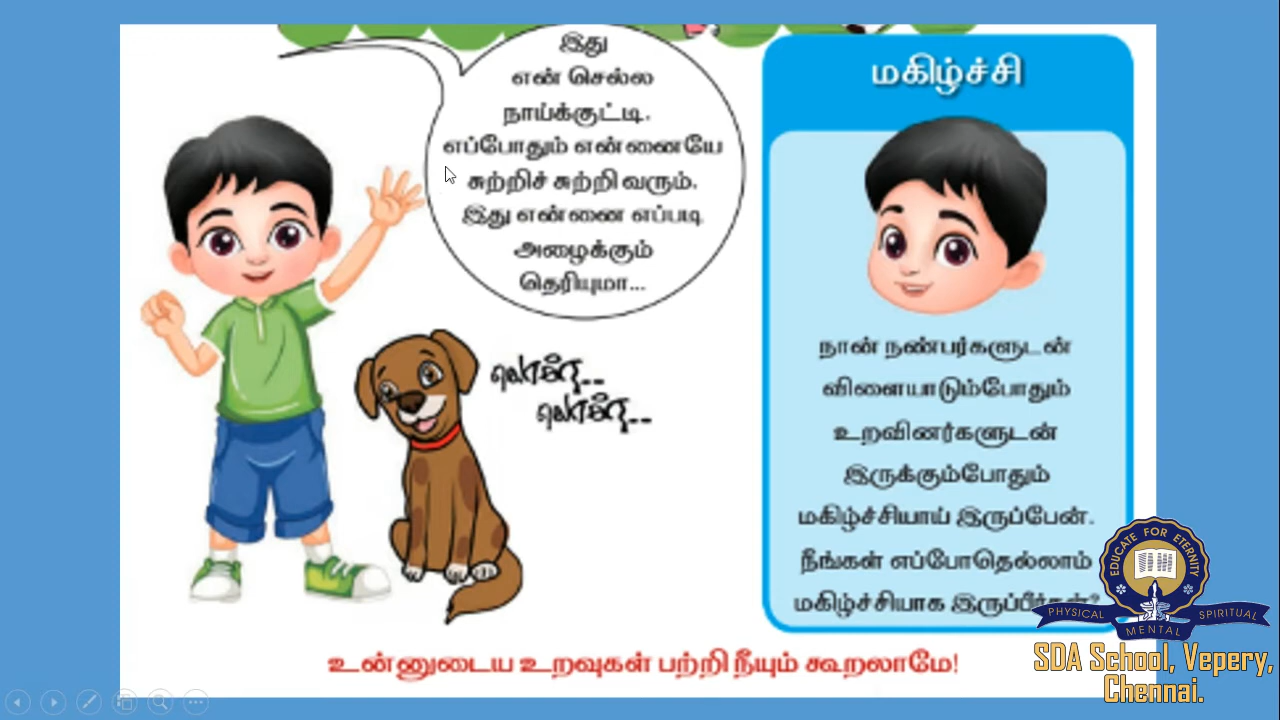 இது
என் செல்ல
நாய்க்குட்டி.
எப்போதும் என்னையே
சுற்றிச் சுற்றி வரும்.
இது என்னை எப்படி
அழைக்கும்
தெரியுமா...
லொள்..
லொள்..
மகிழ்ச்சி
நான் நண்பர்களுடன்
விளையாடும்போதும்
உறவினர்களுடன்
இருக்கும்போதும்
மகிழ்ச்சியாய் இருப்பேன்.
நீங்கள் எப்போதெல்லாம்
மகிழ்ச்சியாக இருப்பீர்கள்?
உன்னுடைய உறவுகள் பற்றி நீயும் கூறலாமே!
EDUCATE FOR ETERNITY
PHYSICAL MENTAL SPIRITUAL
SDA School, Vepery,
Chennai.